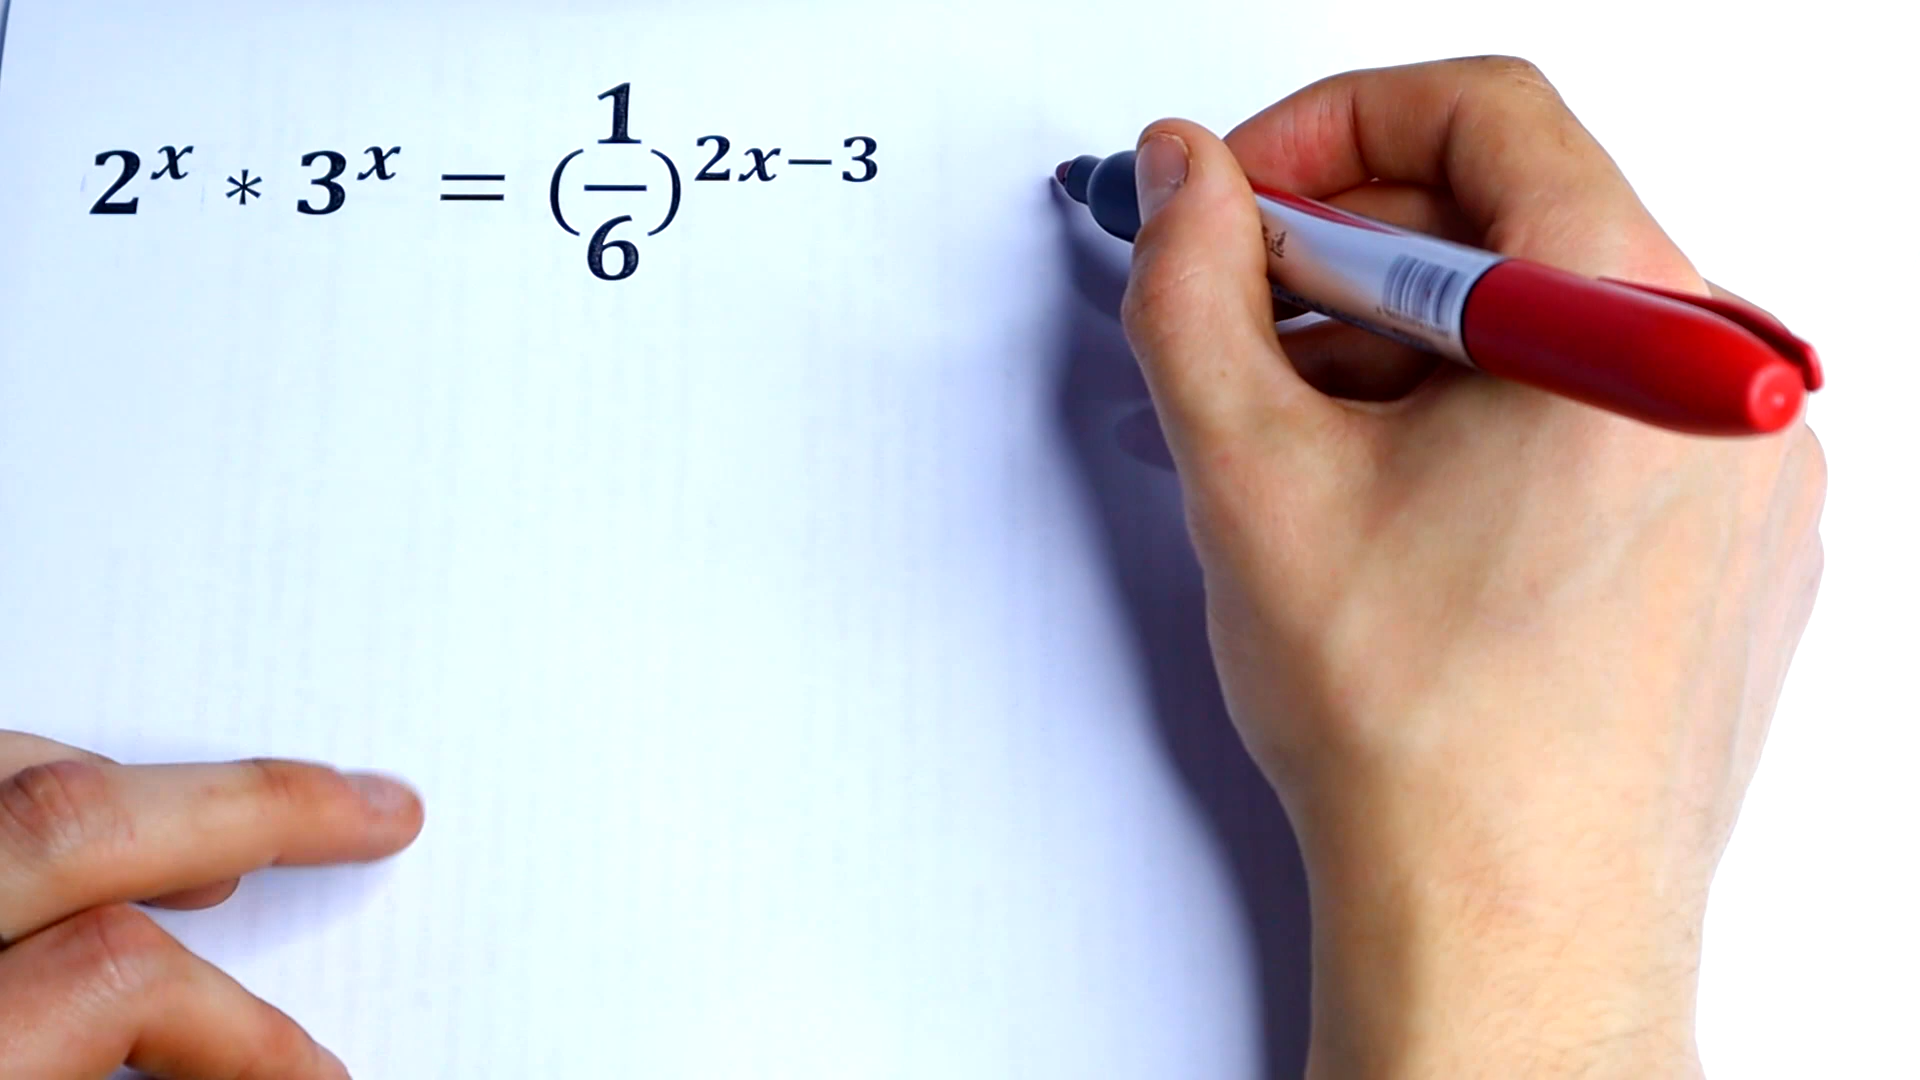 2^x * 3^x = (1/6)^{2x-3}